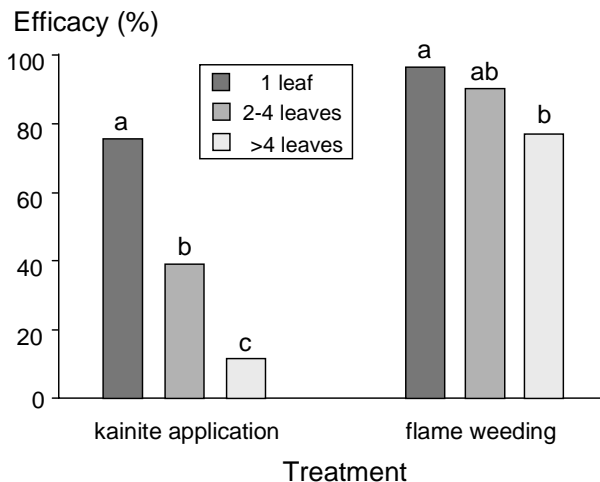 Efficacy (%)
100
80
60
40
20
0
1 leaf
2-4 leaves
>4 leaves
a
b
c
a
ab
b
kainite application
flame weeding
Treatment